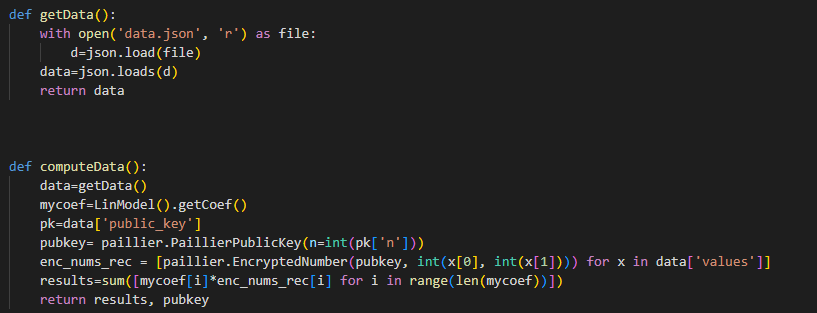 def getData():
    with open('data.json', 'r') as file:
        d=json.load(file)
    data=json.loads(d)
    return data
def computeData():
    data=getData()
    mycoef=LinModel().getCoef()
    pk=data['public_key']
    pubkey= paillier.PaillierPublicKey(n=int(pk['n']))
    enc_nums_rec = [paillier.EncryptedNumber(pubkey, int(x[0], int(x[1]))) for x in data['values']]
    results=sum([mycoef[i]*enc_nums_rec[i] for i in range(len(mycoef))])
    return results, pubkey